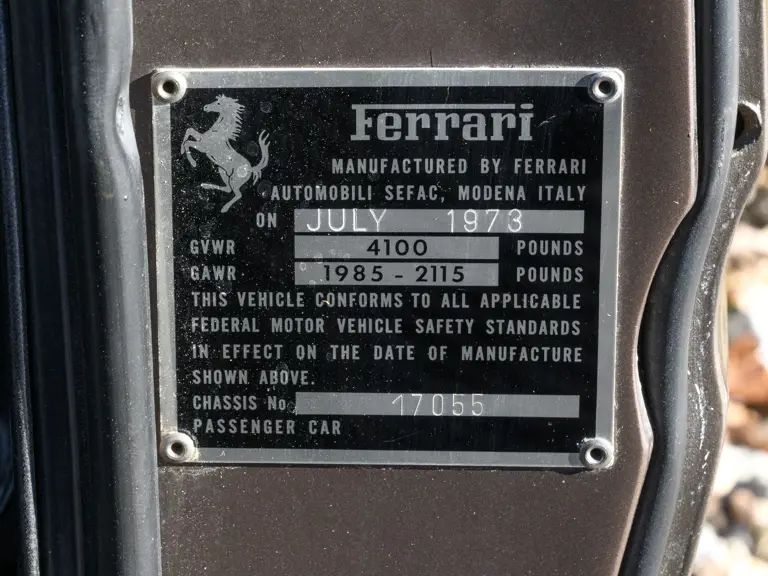 Ferrari
MANUFACTURED BY FERRARI
AUTOMOBILI SEFAC, MODENA ITALY
ON JULY 1973
GVWR 4100 POUNDS
GAWR 1985 - 2115 POUNDS
THIS VEHICLE CONFORMS TO ALL APPLICABLE
FEDERAL MOTOR VEHICLE SAFETY STANDARDS
IN EFFECT ON THE DATE OF MANUFACTURE
SHOWN ABOVE.
CHASSIS No 17055
PASSENGER CAR